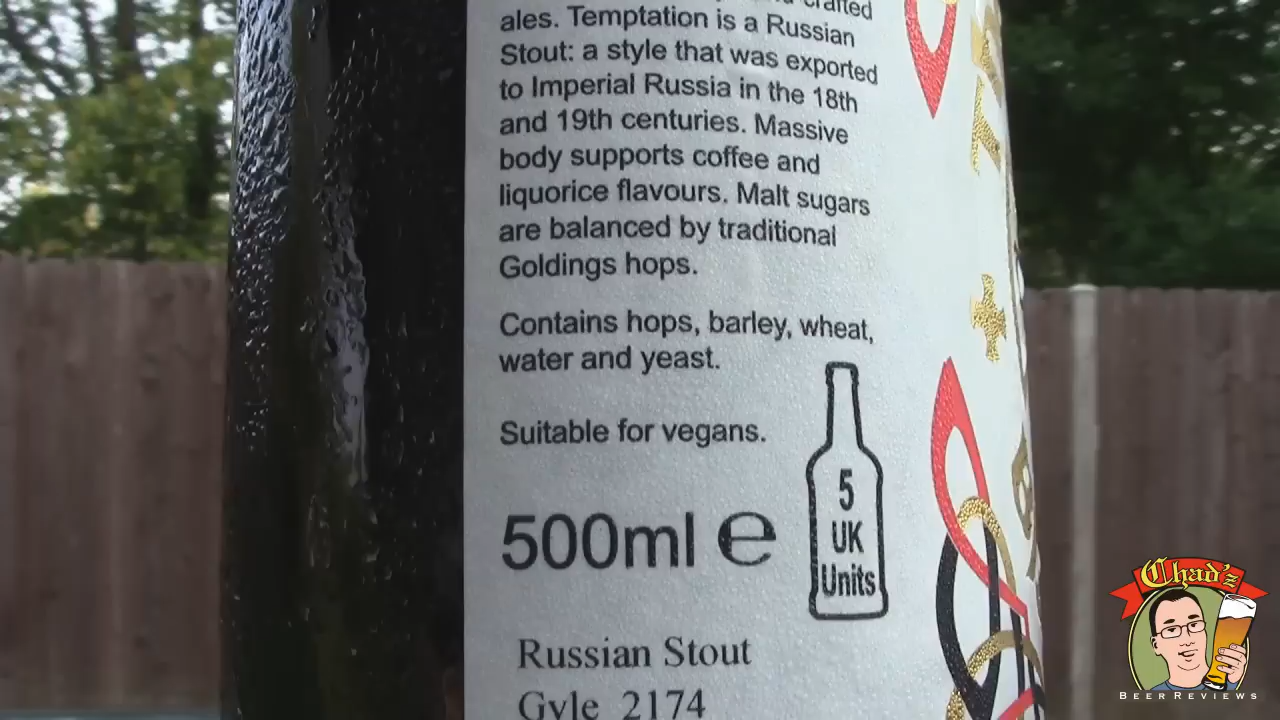 crafted
ales. Temptation is a Russian
Stout: a style that was exported
to Imperial Russia in the 18th
and 19th centuries. Massive
body supports coffee and
liquorice flavours. Malt sugars
are balanced by traditional
Goldings hops.
Contains hops, barley, wheat,
water and yeast.
Suitable for vegans.
500ml e
5
UK
Units
Russian Stout
Gyle 2174
Chad'z
BEERREVIEWS